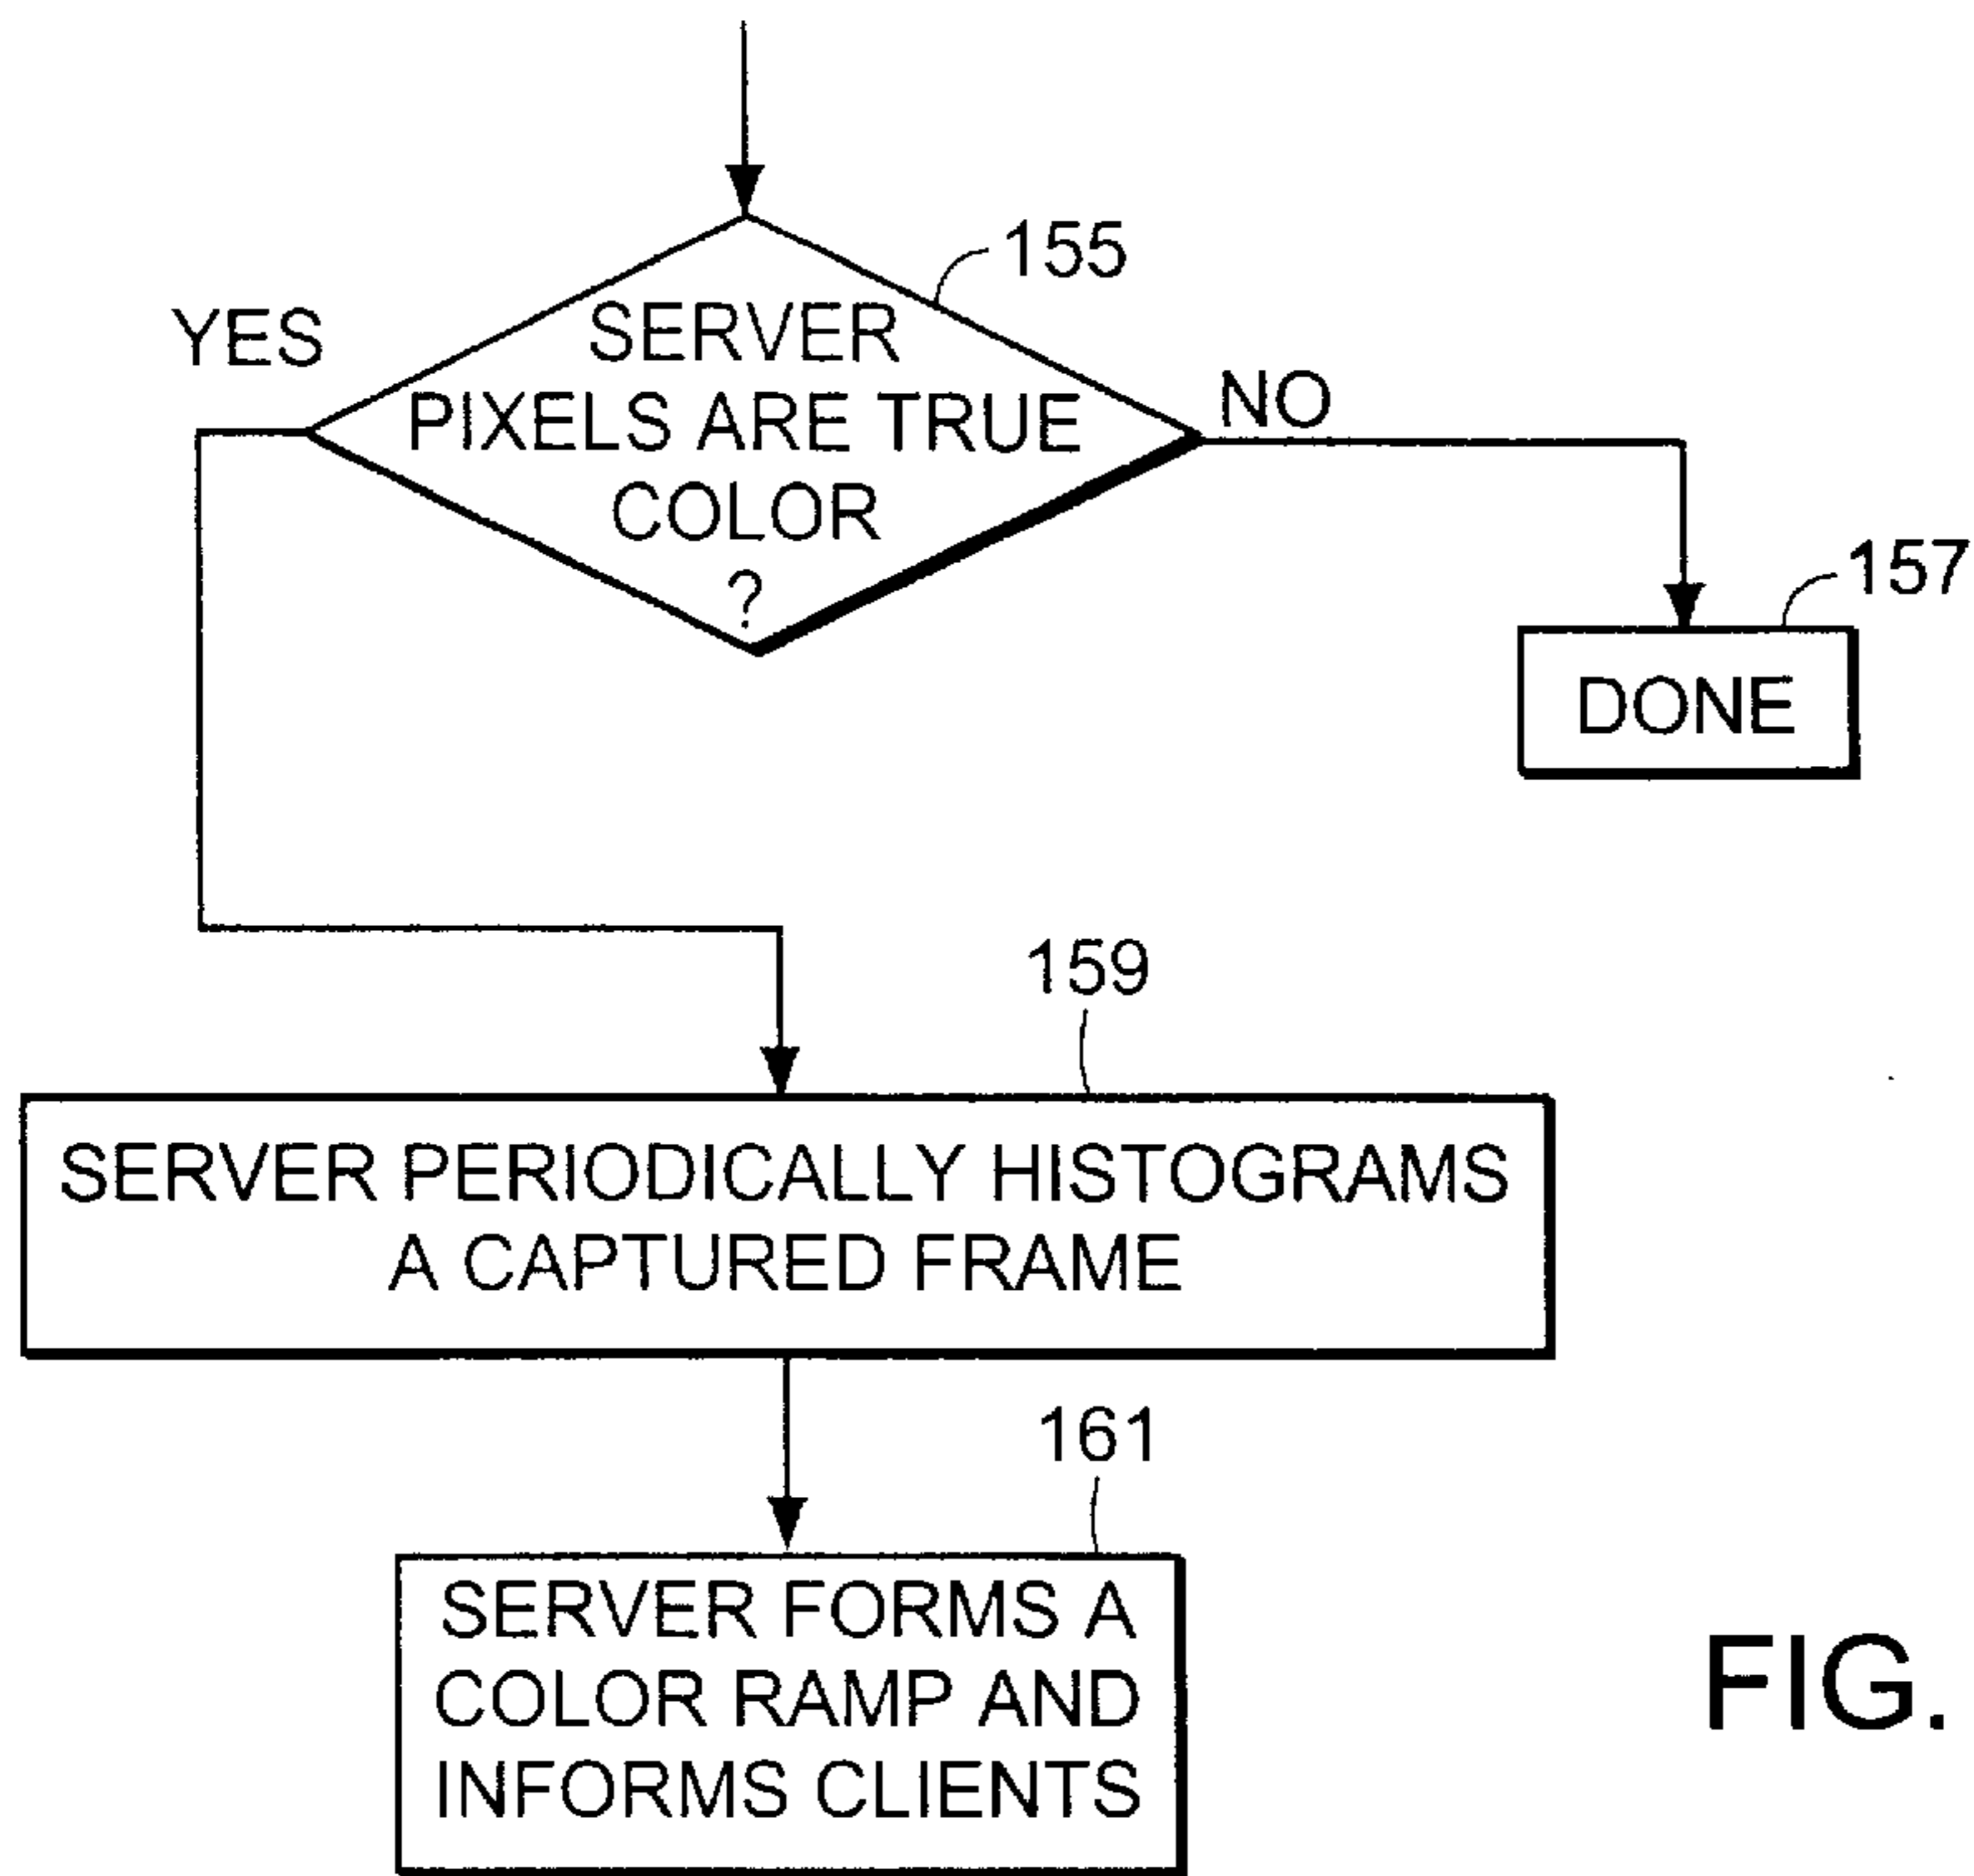 155
YES
SERVER
PIXELS ARE TRUE
COLOR
?
NO
157
DONE
159
SERVER PERIODICALLY HISTOGRAMS
A CAPTURED FRAME
161
SERVER FORMS A
COLOR RAMP AND
INFORMS CLIENTS
FIG.